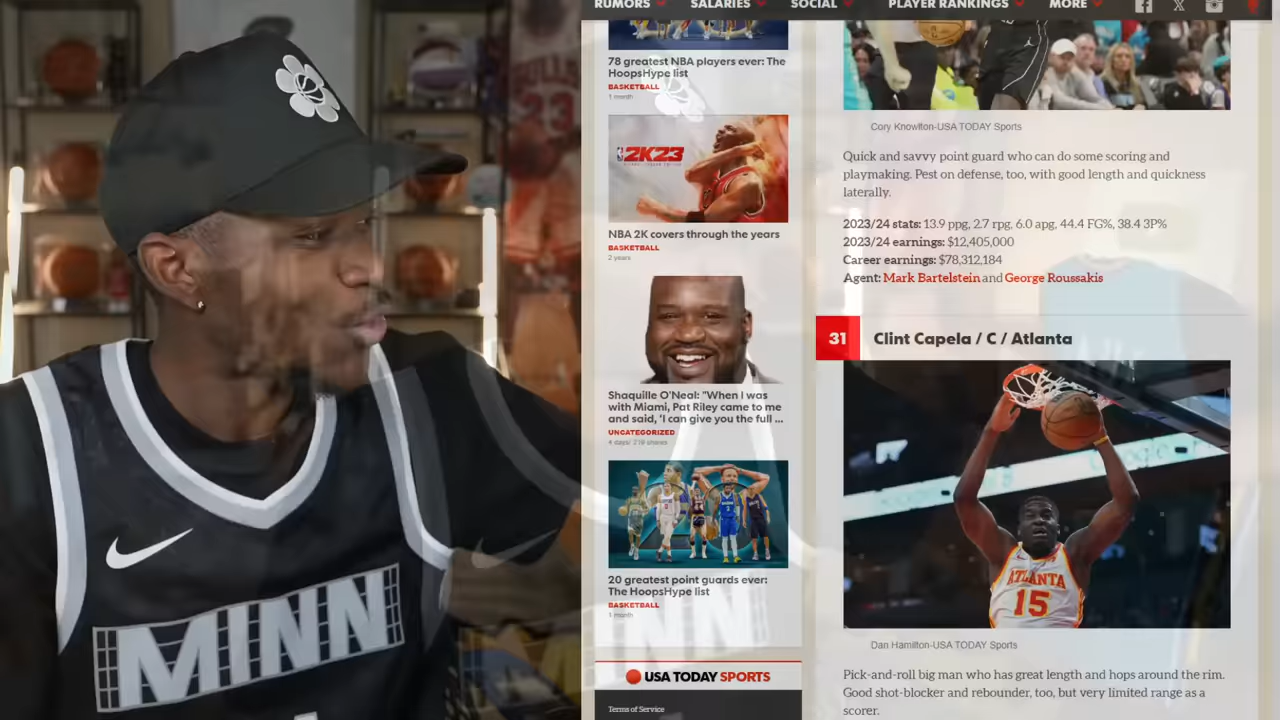 RUMORS
SALARIES
SOCIAL
PLAYER RANKINGS
MORE
BULLS
23
MINN
78 greatest NBA players ever: The
HoopsHype list
BASKETBALL
1 month
2K23
NBA 2K covers through the years
BASKETBALL
2 years
Shaquille O'Neal: "When I was
with Miami, Pat Riley came to me
and said, 'I can give you the full ...
UNCATEGORIZED
4 days/ 219 shares
20 greatest point guards ever:
The HoopsHype list
BASKETBALL
1 month
USA TODAY SPORTS
Terms of Service
Cory Knowlton-USA TODAY Sports
Quick and savvy point guard who can do some scoring and
playmaking. Pest on defense, too, with good length and quickness
laterally.
2023/24 stats: 13.9 ppg, 2.7 rpg, 6.0 apg, 44.4 FG%, 38.4 3P%
2023/24 earnings: $12,405,000
Career earnings: $78,312,184
Agent: Mark Bartelstein and George Roussakis
31 Clint Capela / C / Atlanta
Google
ATLANTA
15
Dan Hamilton-USA TODAY Sports
Pick-and-roll big man who has great length and hops around the rim.
Good shot-blocker and rebounder, too, but very limited range as a
scorer.